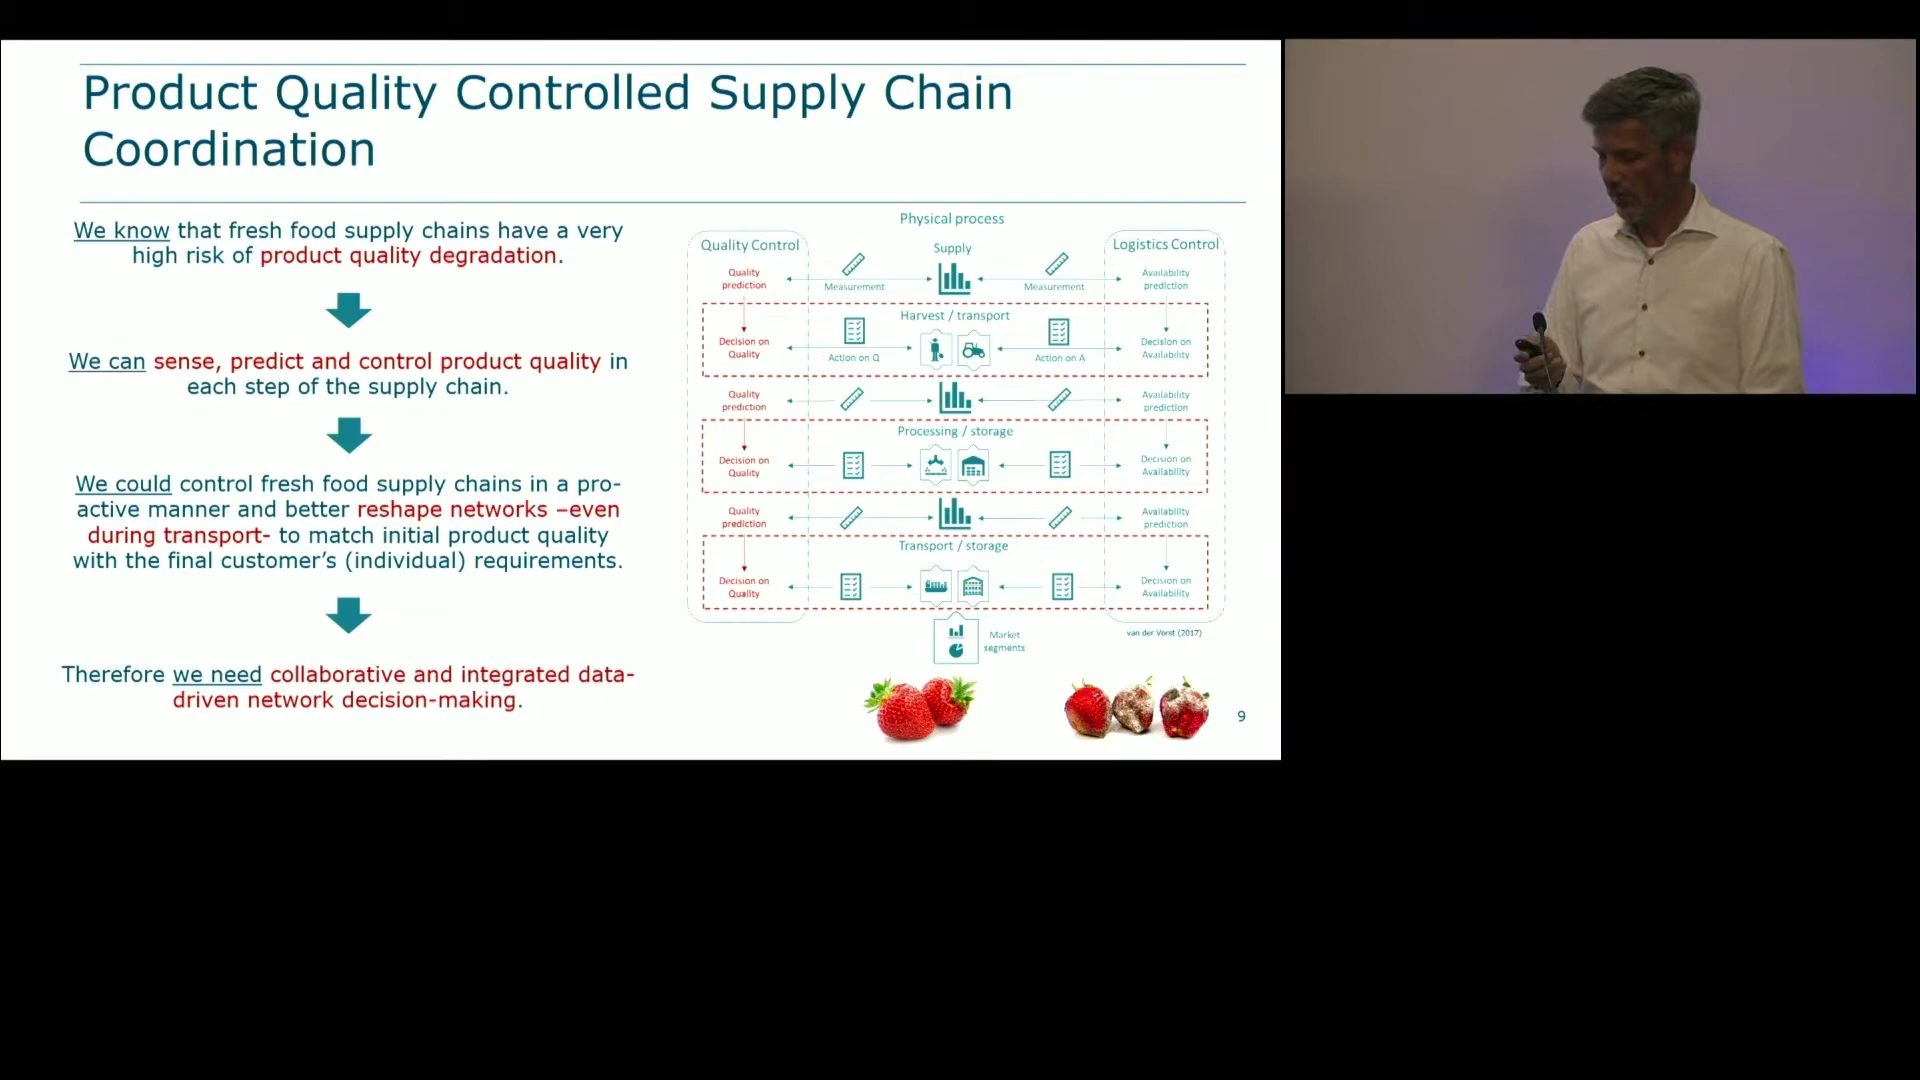 Product Quality Controlled Supply Chain
Coordination
We know that fresh food supply chains have a very
high risk of product quality degradation.
We can sense, predict and control product quality in
each step of the supply chain.
We could control fresh food supply chains in a pro-
active manner and better reshape networks –even
during transport- to match initial product quality
with the final customer's (individual) requirements.
Therefore we need collaborative and integrated data-
driven network decision-making.
Physical process
Quality Control
Supply
Logistics Control
Quality
prediction
Measurement
Measurement
Availability
prediction
Harvest / transport
Decision on
Quality
Action on Q
Action on A
Decision on
Availability
Quality
prediction
Availability
prediction
Processing / storage
Decision on
Quality
Decision on
Availability
Quality
prediction
Availability
prediction
Transport / storage
Decision on
Quality
Decision on
Availability
Market
segments
van der Vorst (2017)
9